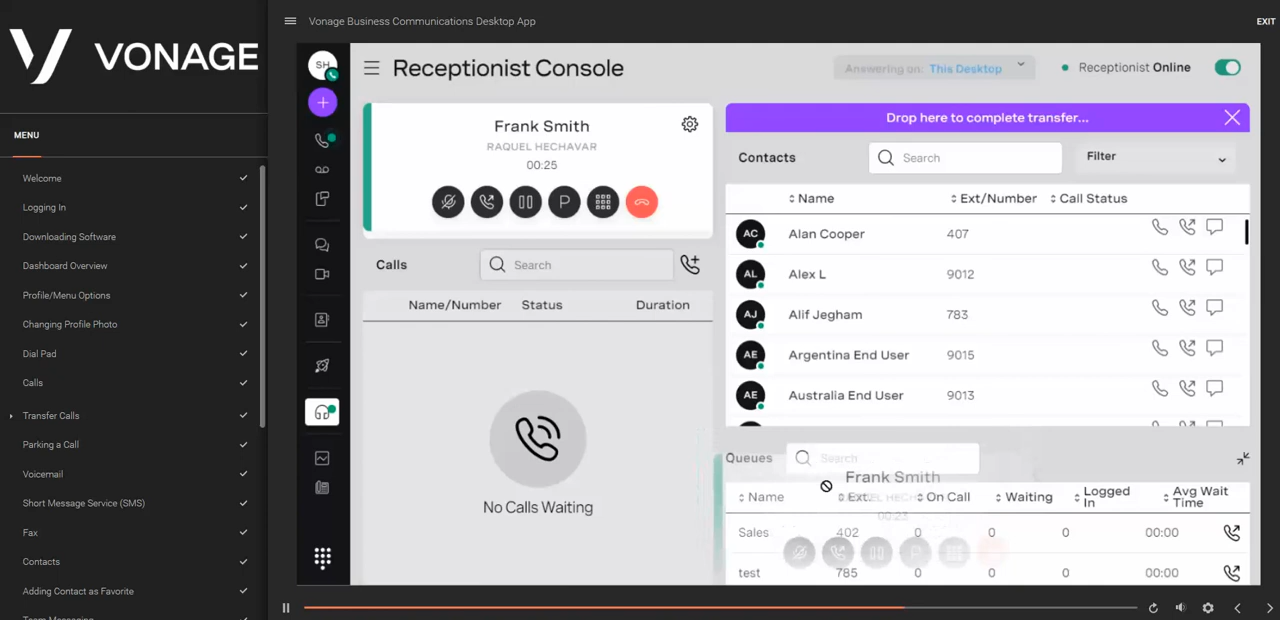 VONAGE
Vonage Business Communications Desktop App
EXIT
MENU
Welcome
Logging In
Downloading Software
Dashboard Overview
Profile/Menu Options
Changing Profile Photo
Dial Pad
Calls
Transfer Calls
Parking a Call
Voicemail
Short Message Service (SMS)
Fax
Contacts
Adding Contact as Favorite
Team Messaging
SH
Receptionist Console
Answering on: This Desktop
Receptionist Online
Frank Smith
RAQUEL HECHAVAR
00:25
P
Calls
Search
Name/Number Status Duration
No Calls Waiting
Drop here to complete transfer...
Contacts
Search
Filter
Name Ext/Number Call Status
AC Alan Cooper 407
AL Alex L 9012
AJ Alif Jegham 783
AE Argentina End User 9015
AE Australia End User 9013
Queues
Search
Frank Smith
RAQUEL HECH
00:23
P
Name Ext. On Call Waiting Logged In Avg Wait Time
Sales 402 0 0 0 00:00
test 785 0 0 0 00:00